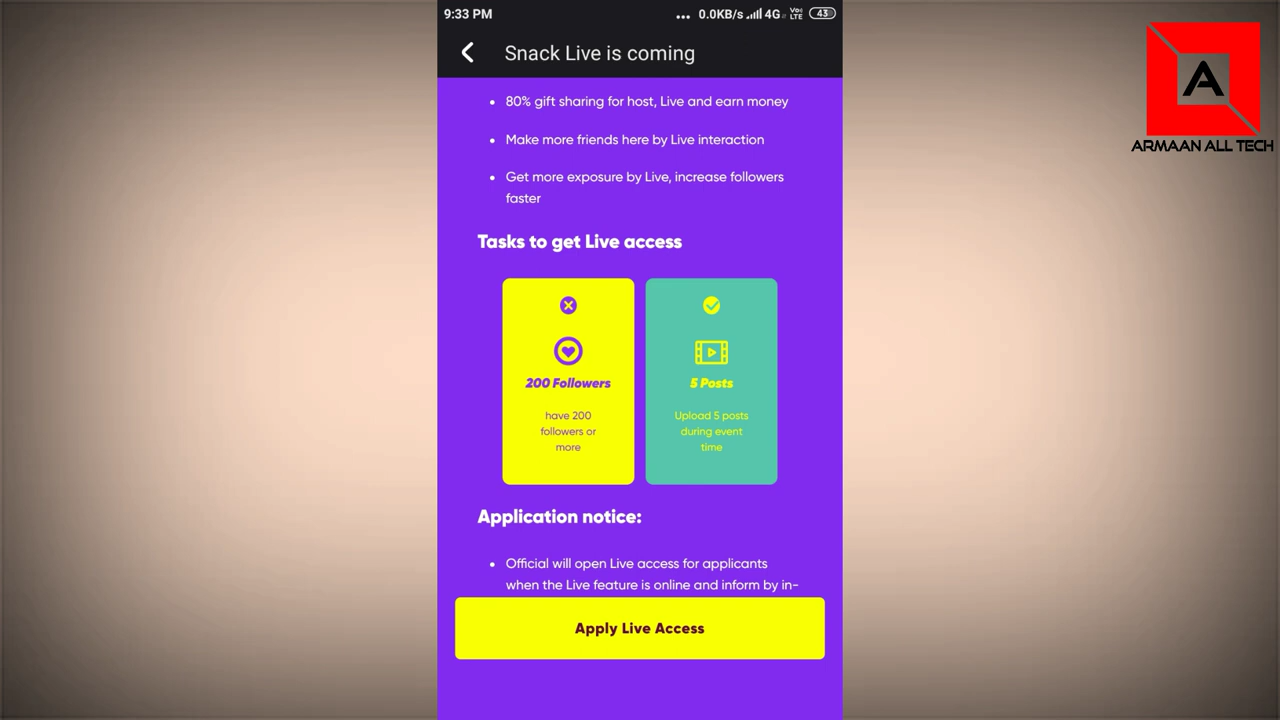 9:33 PM
0.0KB/s 4G Vo) LTE 43
Snack Live is coming
• 80% gift sharing for host, Live and earn money
• Make more friends here by Live interaction
• Get more exposure by Live, increase followers
faster
Tasks to get Live access
200 Followers
have 200
followers or
more
5 Posts
Upload 5 posts
during event
time
Application notice:
• Official will open Live access for applicants
when the Live feature is online and inform by in-
Apply Live Access
A
ARMAAN ALL TECH